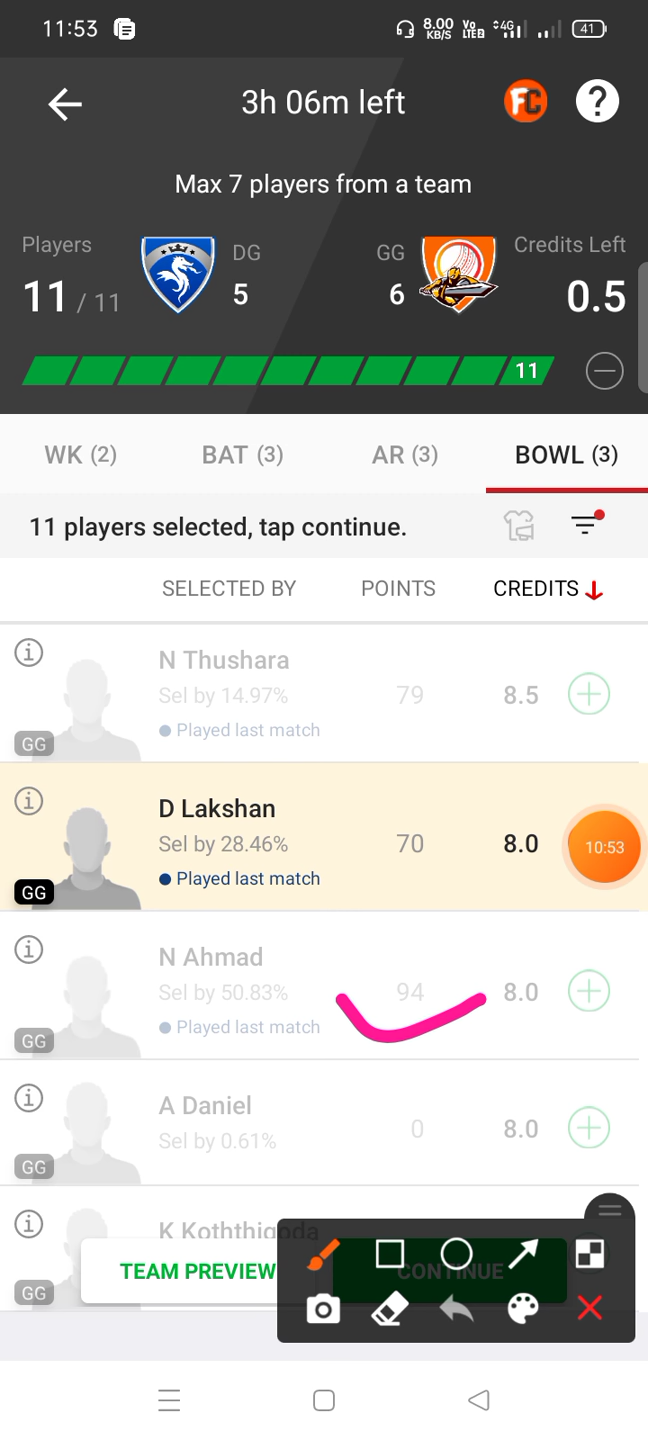 11:53 8.00 KB/S Vo LTEB 4G 41
3h 06m left FC ?
Max 7 players from a team
Players DG GG Credits Left
11 / 11 5 6 0.5
11
WK (2) BAT (3) AR (3) BOWL (3)
11 players selected, tap continue.
SELECTED BY POINTS CREDITS
N Thushara
Sel by 14.97% 79 8.5
Played last match
GG
D Lakshan
Sel by 28.46% 70 8.0 10:53
Played last match
GG
N Ahmad
Sel by 50.83% 94 8.0
Played last match
GG
A Daniel
Sel by 0.61% 0 8.0
GG
K Koththigoda
TEAM PREVIEW CONTINUE
GG